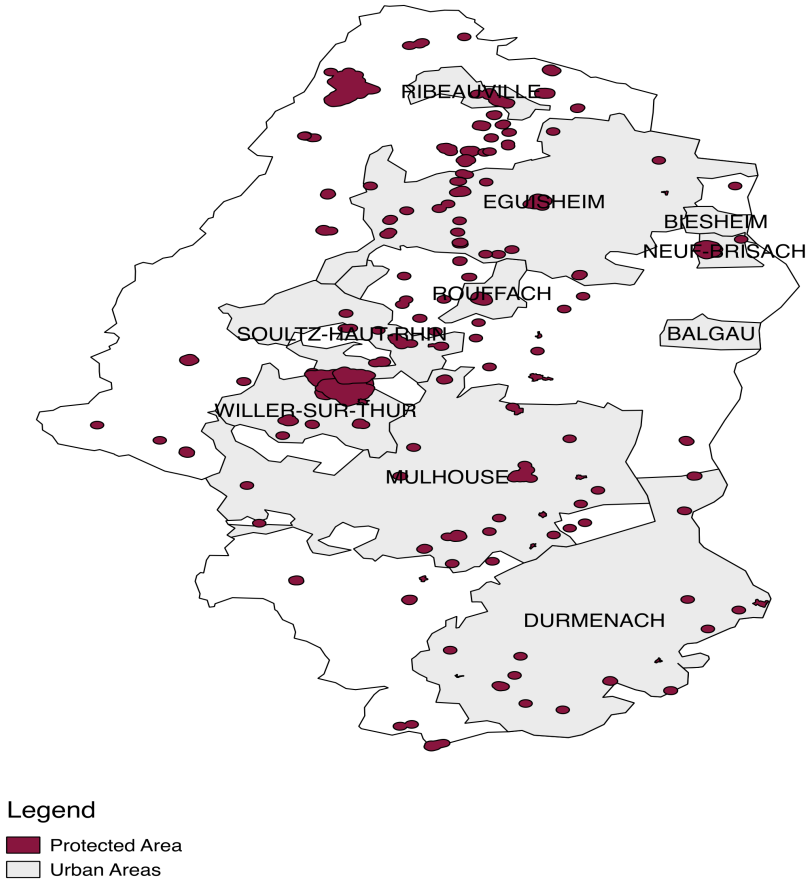 RIBEAUVILLE
EGUISHEIM
BIESHEIM
NEUF-BRISACH
ROUFFACH
SOULTZ-HAUT-RHIN
BALGAU
WILLER-SUR-THUR
MULHOUSE
DURMENACH
Legend
Protected Area
Urban Areas